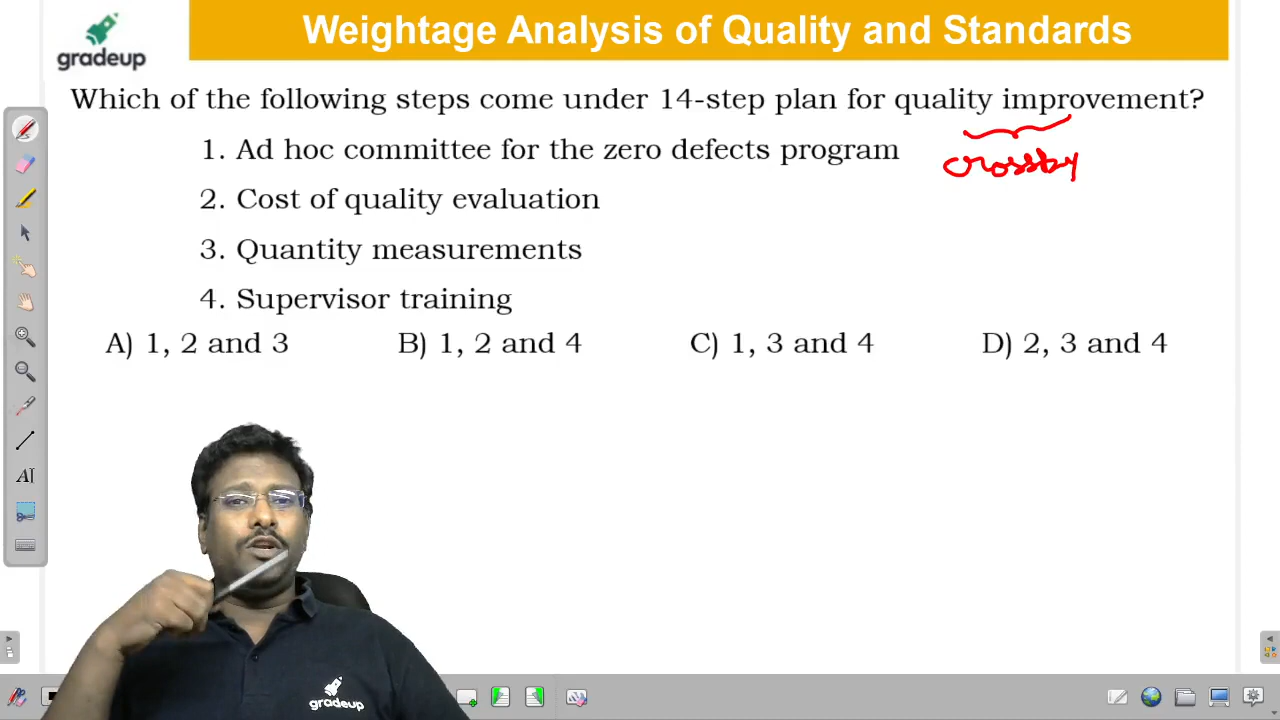 Weightage Analysis of Quality and Standards
gradeup
Which of the following steps come under 14-step plan for quality improvement?
1. Ad hoc committee for the zero defects program
crossby
2. Cost of quality evaluation
3. Quantity measurements
4. Supervisor training
A) 1, 2 and 3 B) 1, 2 and 4 C) 1, 3 and 4 D) 2, 3 and 4
gradeup